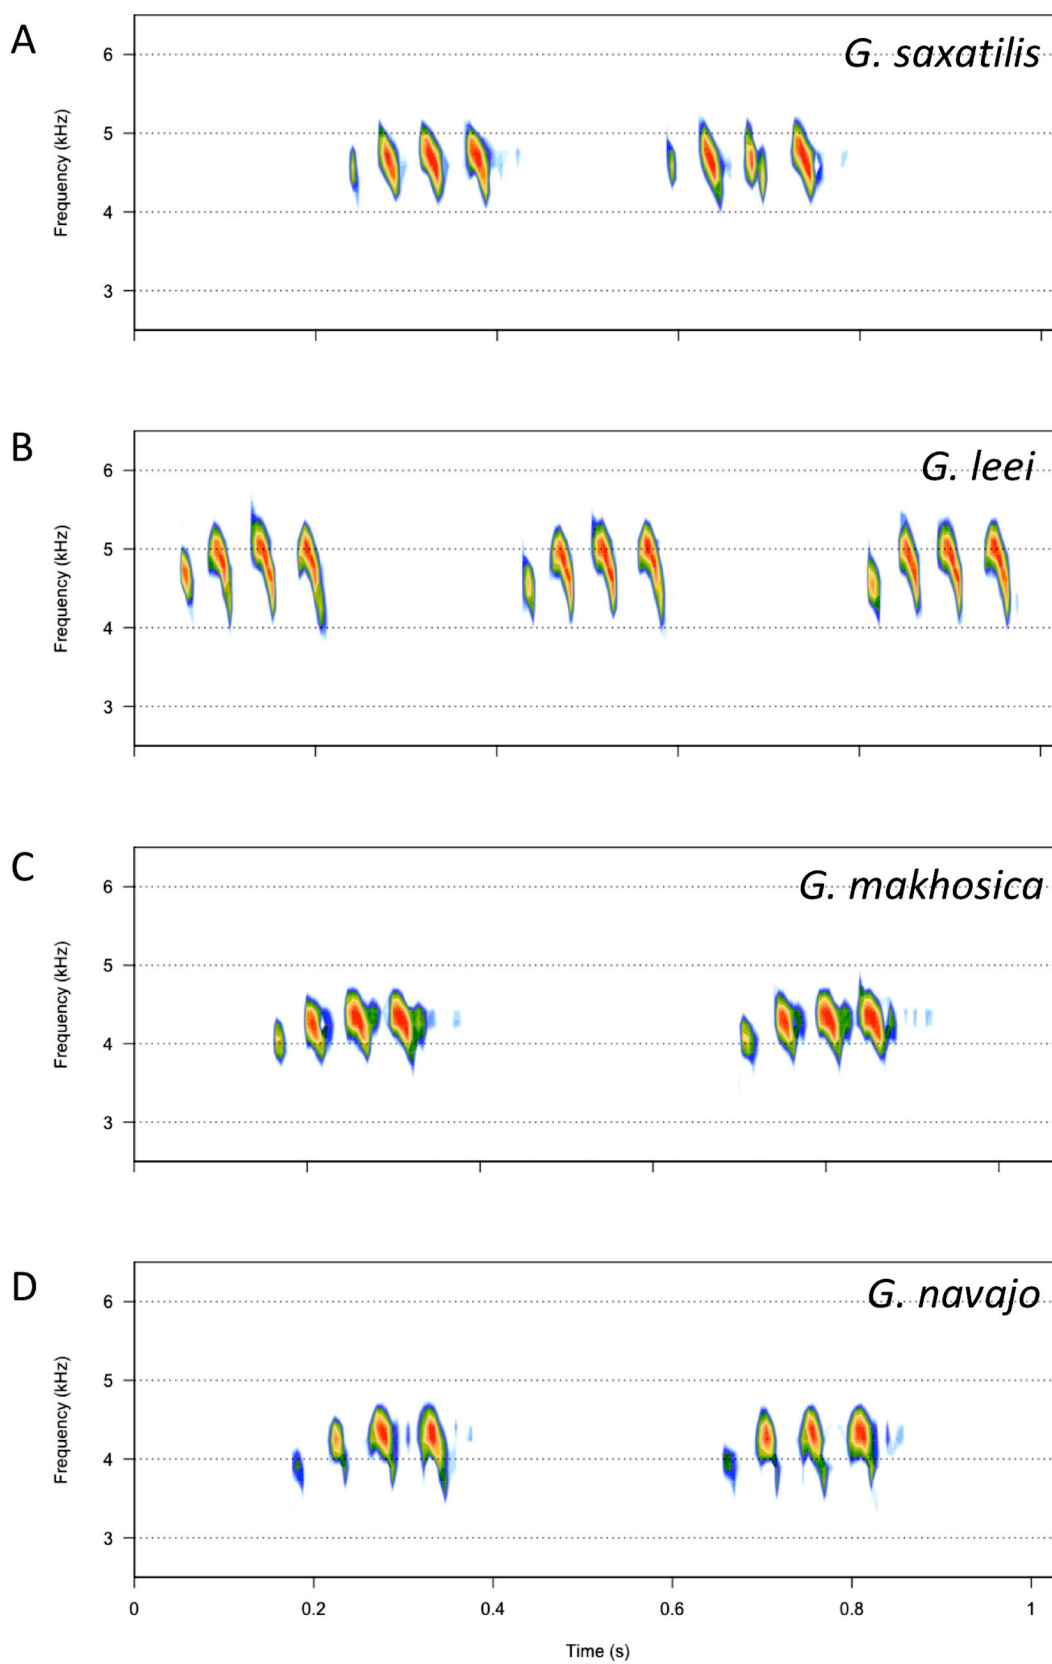 A
G. saxatilis
6
5
4
3
Frequency (kHz)
B
G. leei
6
5
4
3
Frequency (kHz)
C
G. makhosica
6
5
4
3
Frequency (kHz)
D
G. navajo
6
5
4
3
Frequency (kHz)
0 0.2 0.4 0.6 0.8 1
Time (s)